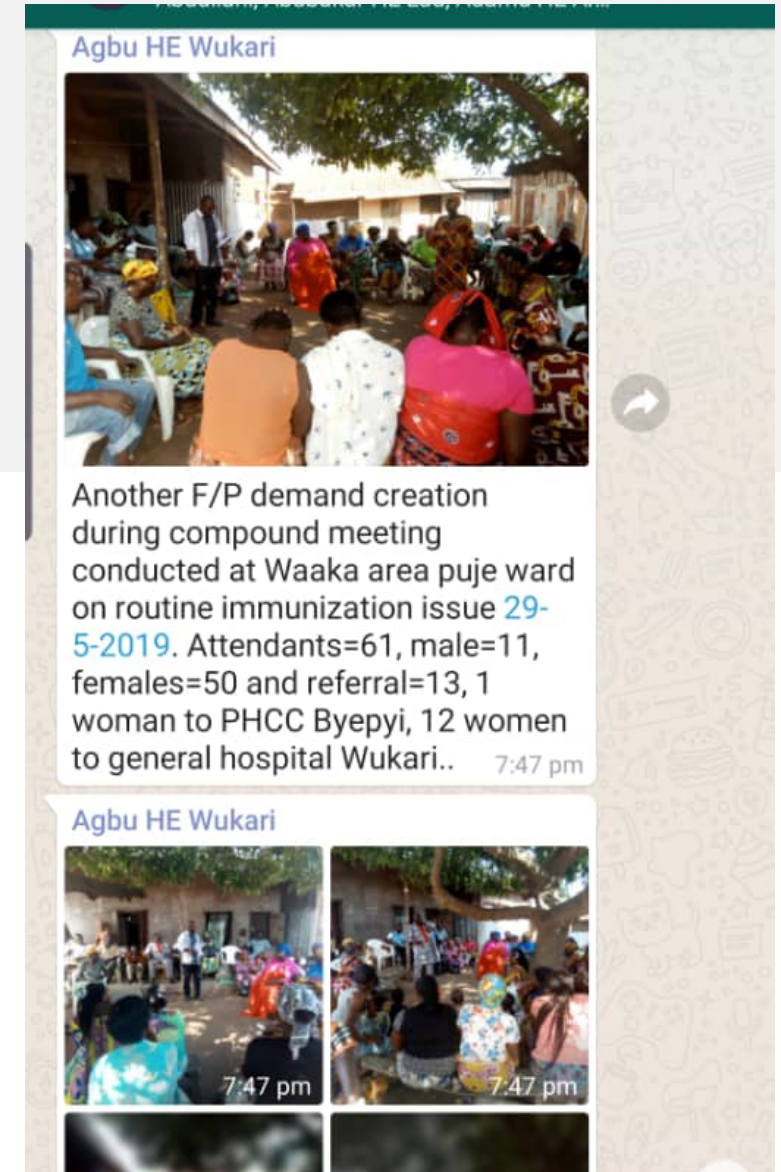 Agbu HE Wukari
Another F/P demand creation
during compound meeting
conducted at Waaka area puje ward
on routine immunization issue 29-
5-2019. Attendants=61, male=11,
females=50 and referral=13, 1
woman to PHCC Byepyi, 12 women
to general hospital Wukari..
7:47 pm
Agbu HE Wukari
7:47 pm
7:47 pm